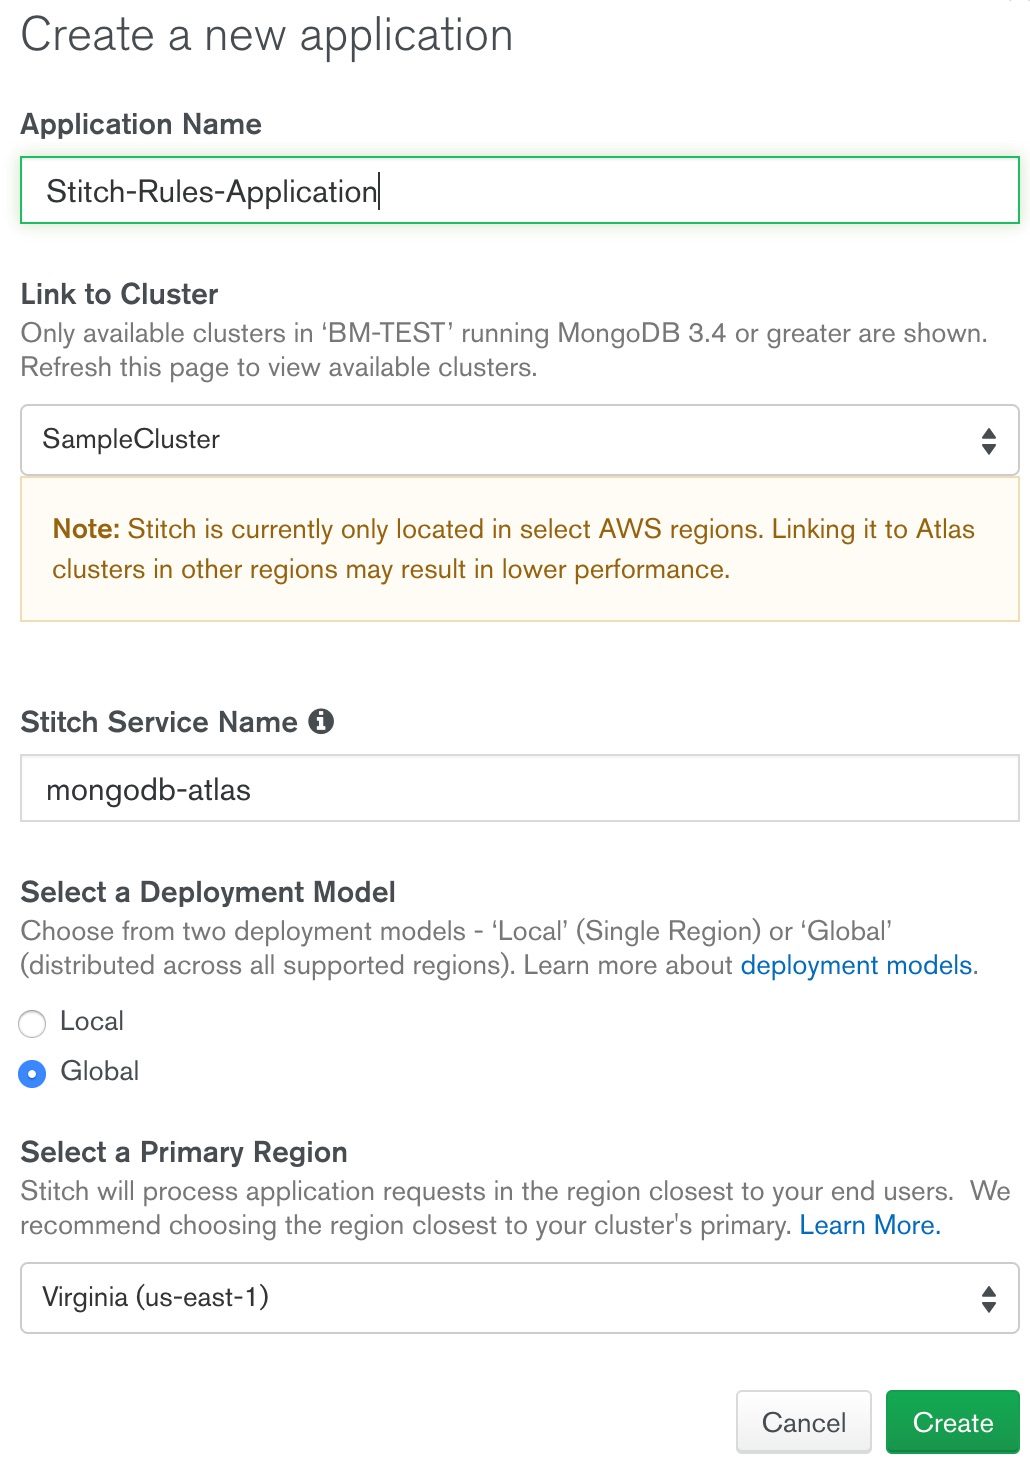 Create a new application
Application Name
Stitch-Rules-Application
Link to Cluster
Only available clusters in ‘BM-TEST’ running MongoDB 3.4 or greater are shown.
Refresh this page to view available clusters.
SampleCluster
Note: Stitch is currently only located in select AWS regions. Linking it to Atlas
clusters in other regions may result in lower performance.
Stitch Service Name
mongodb-atlas
Select a Deployment Model
Choose from two deployment models - ‘Local’ (Single Region) or ‘Global’
(distributed across all supported regions). Learn more about deployment models.
Local
Global
Select a Primary Region
Stitch will process application requests in the region closest to your end users.  We
recommend choosing the region closest to your cluster's primary. Learn More.
Virginia (us-east-1)
Cancel Create